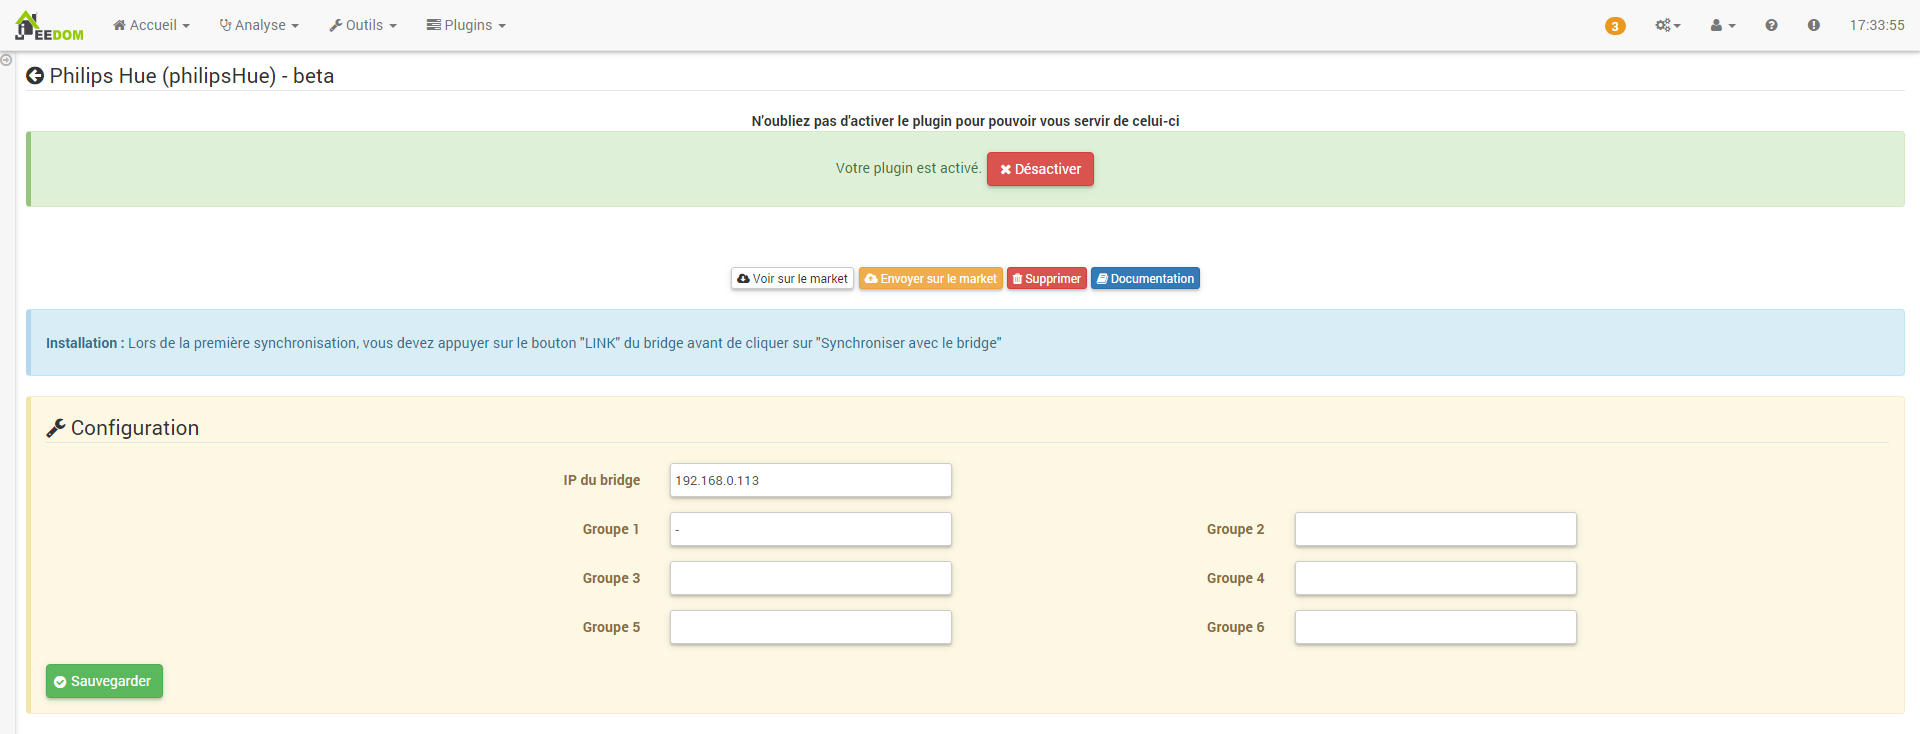 JEEDOM Accueil Analyse Outils Plugins 3 17:33:55
Philips Hue (philipsHue) - beta
N'oubliez pas d'activer le plugin pour pouvoir vous servir de celui-ci
Votre plugin est activé. Désactiver
Voir sur le market Envoyer sur le market Supprimer Documentation
Installation : Lors de la première synchronisation, vous devez appuyer sur le bouton "LINK" du bridge avant de cliquer sur "Synchroniser avec le bridge"
Configuration
IP du bridge 192.168.0.113
Groupe 1 - Groupe 2
Groupe 3 Groupe 4
Groupe 5 Groupe 6
Sauvegarder